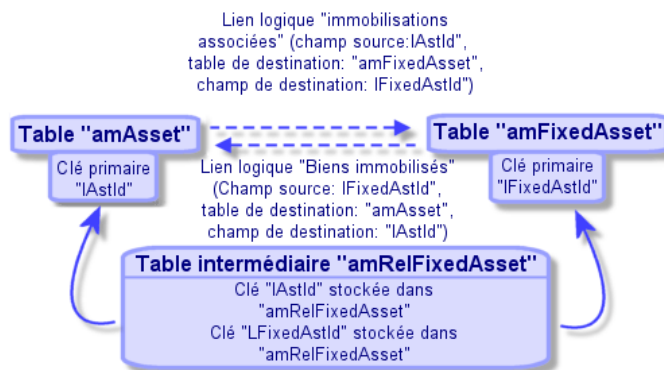 Lien logique "immobilisations
associées" (champ source:lAstId",
table de destination: "amFixedAsset",
champ de destination: lFixedAstId")
Table "amAsset"
Clé primaire
"lAstId"
Table "amFixedAsset"
Clé primaire
"lFixedAstId"
Lien logique "Biens immobilisés"
(Champ source: lFixedAstId",
table de destination: "amAsset",
champ de destination: "lAstId")
Table intermédiaire "amRelFixedAsset"
Clé "lAstId" stockée dans
"amRelFixedAsset"
Clé "LFixedAstId" stockée dans
"amRelFixedAsset"